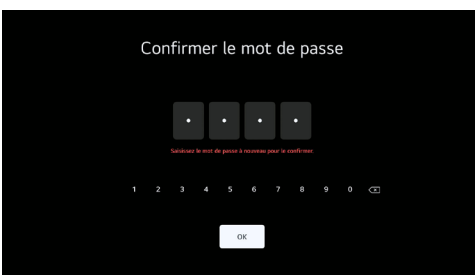 Confirmer le mot de passe
Saisissez le mot de passe à nouveau pour le confirmer.
1 2 3 4 5 6 7 8 9 0
OK